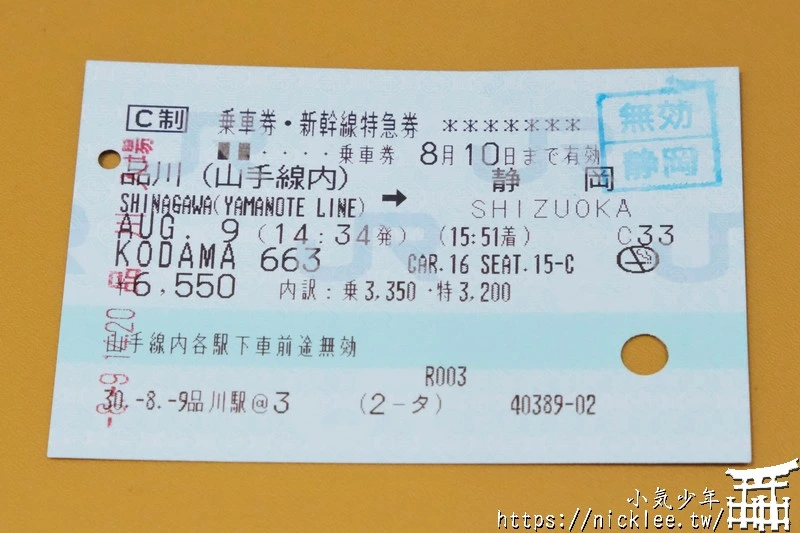 C制 乗車券・新幹線特急券 *******
■■・・・・乗車券 8月10日まで有効
無効
静岡
品川(山手線内) → 静岡
SHINAGAWA(YAMANOTE LINE) SHIZUOKA
AUG. 9 (14:34発) (15:51着) C33
KODAMA 663 CAR.16 SEAT.15-C
¥6,550 内訳:乗3,350・特3,200
山手線内各駅下車前途無効
R003
30.-8.-9品川駅@3 (2-タ) 40389-02
小氣少年
https://nicklee.tw/